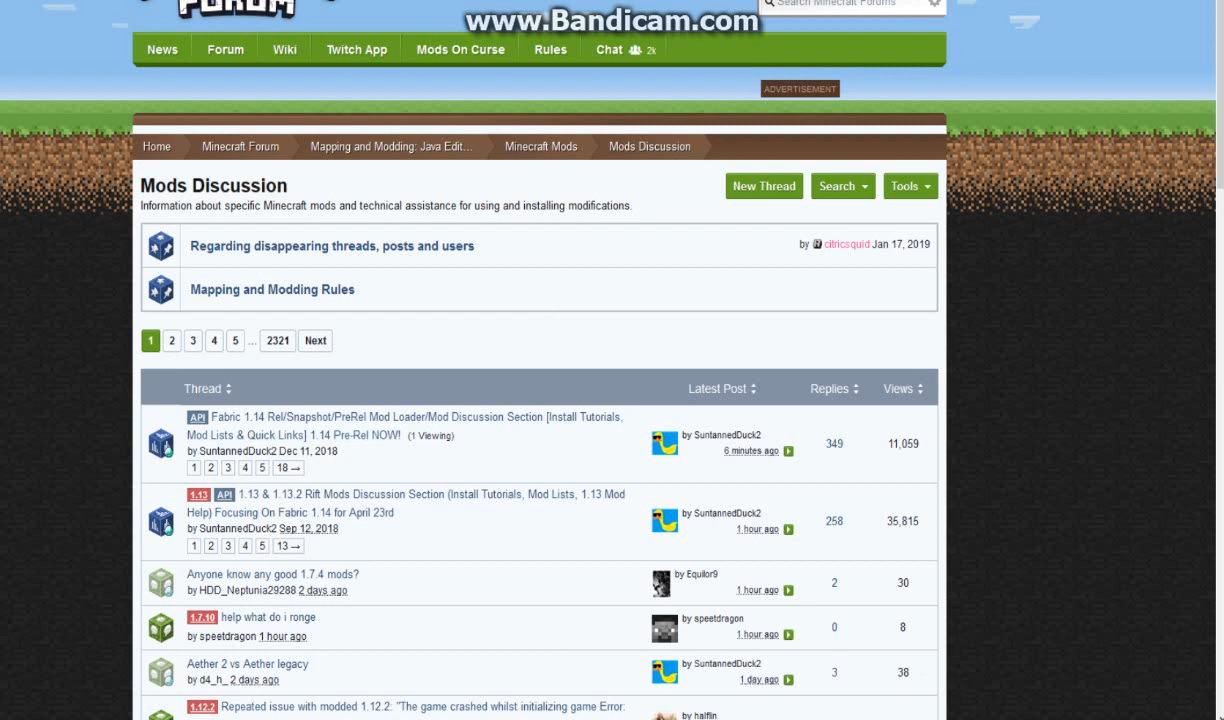 FORUM
www.Bandicam.com
Search Minecraft Forums
News Forum Wiki Twitch App Mods On Curse Rules Chat 2k
ADVERTISEMENT
Home Minecraft Forum Mapping and Modding: Java Edit... Minecraft Mods Mods Discussion
Mods Discussion
New Thread Search Tools
Information about specific Minecraft mods and technical assistance for using and installing modifications.
Regarding disappearing threads, posts and users by citricsquid Jan 17, 2019
Mapping and Modding Rules
1 2 3 4 5 ... 2321 Next
Thread Latest Post Replies Views
API Fabric 1.14 Rel/Snapshot/PreRel Mod Loader/Mod Discussion Section [Install Tutorials,
Mod Lists & Quick Links] 1.14 Pre-Rel NOW! (1 Viewing)
by SuntannedDuck2 Dec 11, 2018
1 2 3 4 5 18 →
by SuntannedDuck2
6 minutes ago
349 11,059
1.13 API 1.13 & 1.13.2 Rift Mods Discussion Section (Install Tutorials, Mod Lists, 1.13 Mod
Help) Focusing On Fabric 1.14 for April 23rd
by SuntannedDuck2 Sep 12, 2018
1 2 3 4 5 13 →
by SuntannedDuck2
1 hour ago
258 35,815
Anyone know any good 1.7.4 mods?
by HDD_Neptunia29288 2 days ago
by Equilor9
1 hour ago
2 30
1.7.10 help what do i ronge
by speetdragon 1 hour ago
by speetdragon
1 hour ago
0 8
Aether 2 vs Aether legacy
by d4_h_ 2 days ago
by SuntannedDuck2
1 day ago
3 38
1.12.2 Repeated issue with modded 1.12.2: "The game crashed whilst initializing game Error:
by halfin